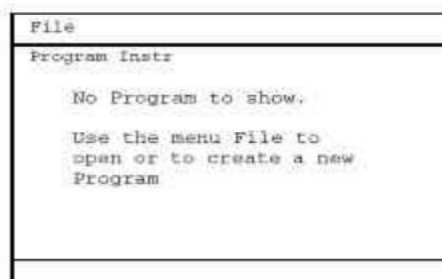 File
Program Instr
No Program to show.
Use the menu File to
open or to create a new
Program